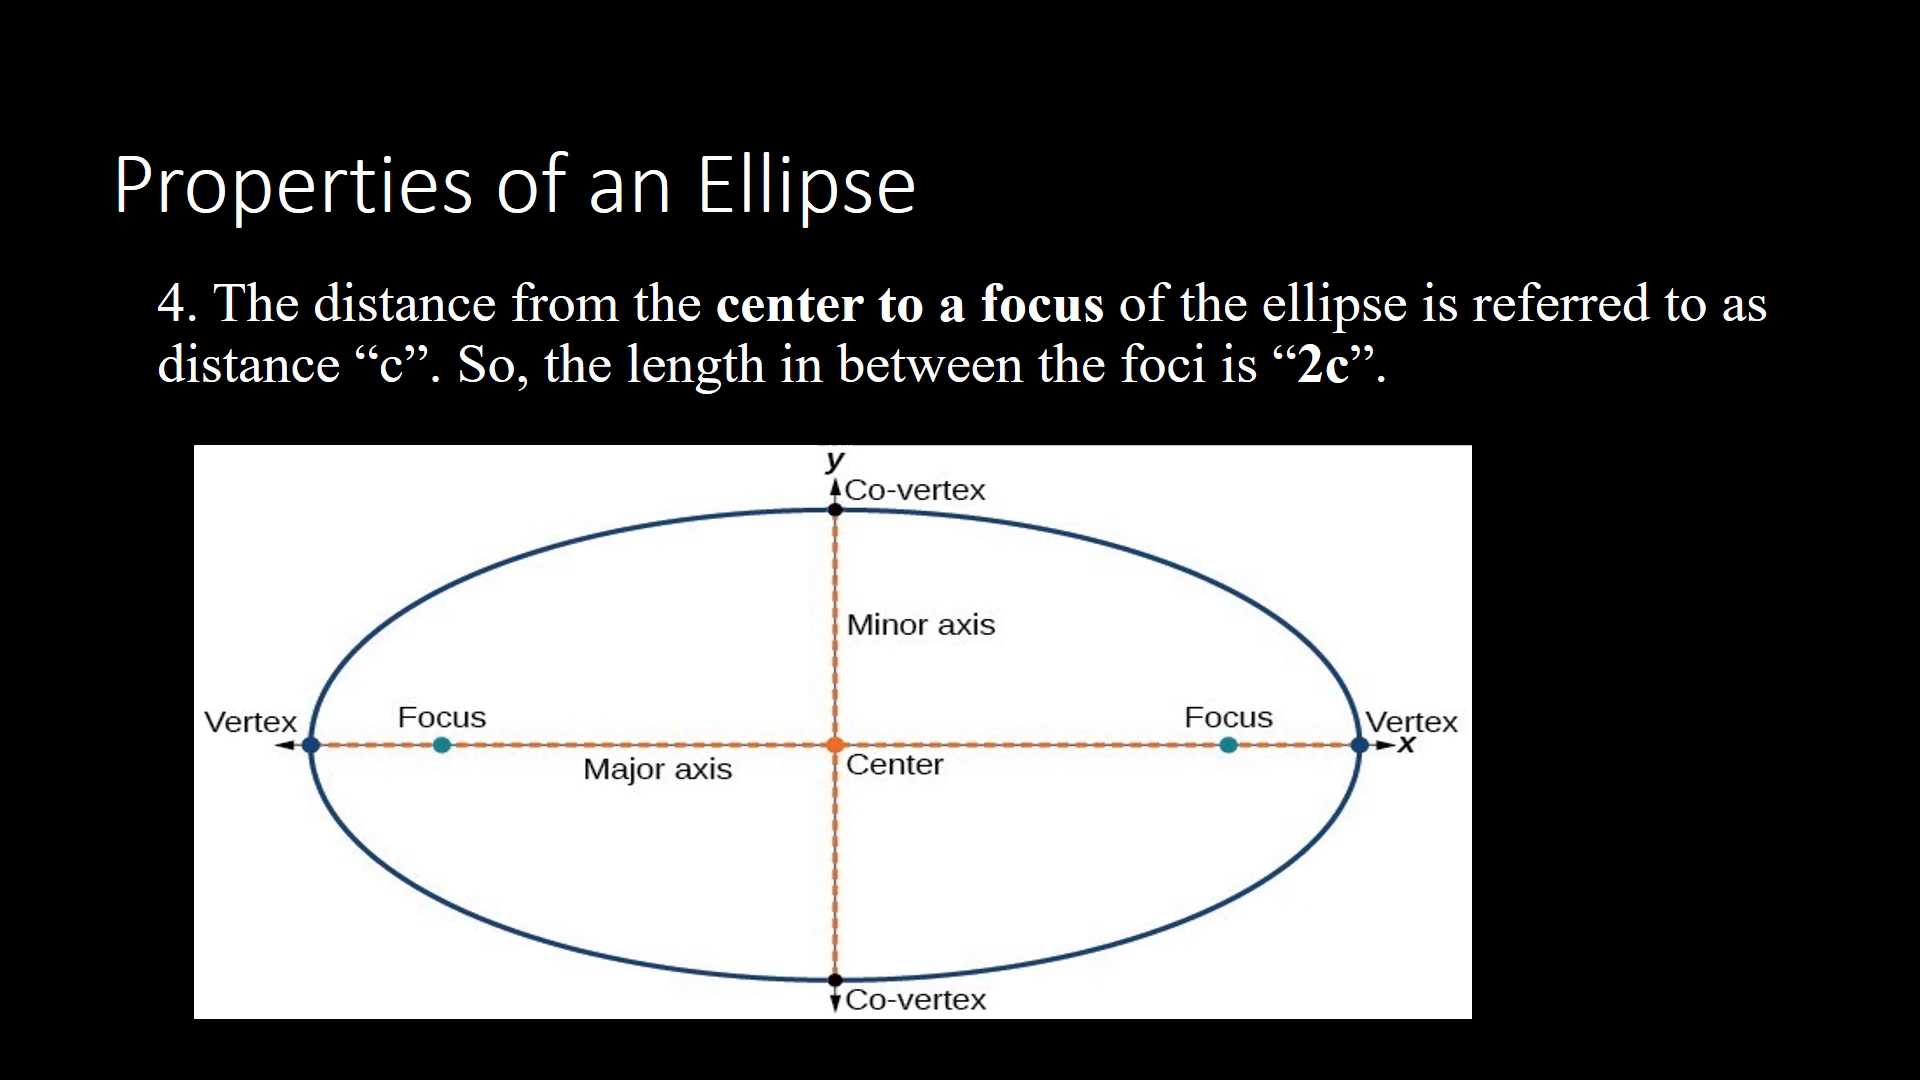 Properties of an Ellipse
4. The distance from the center to a focus of the ellipse is referred to as
distance “c”. So, the length in between the foci is “2c”.
y
Co-vertex
Minor axis
Vertex
Focus
Focus
Vertex
x
Major axis
Center
Co-vertex